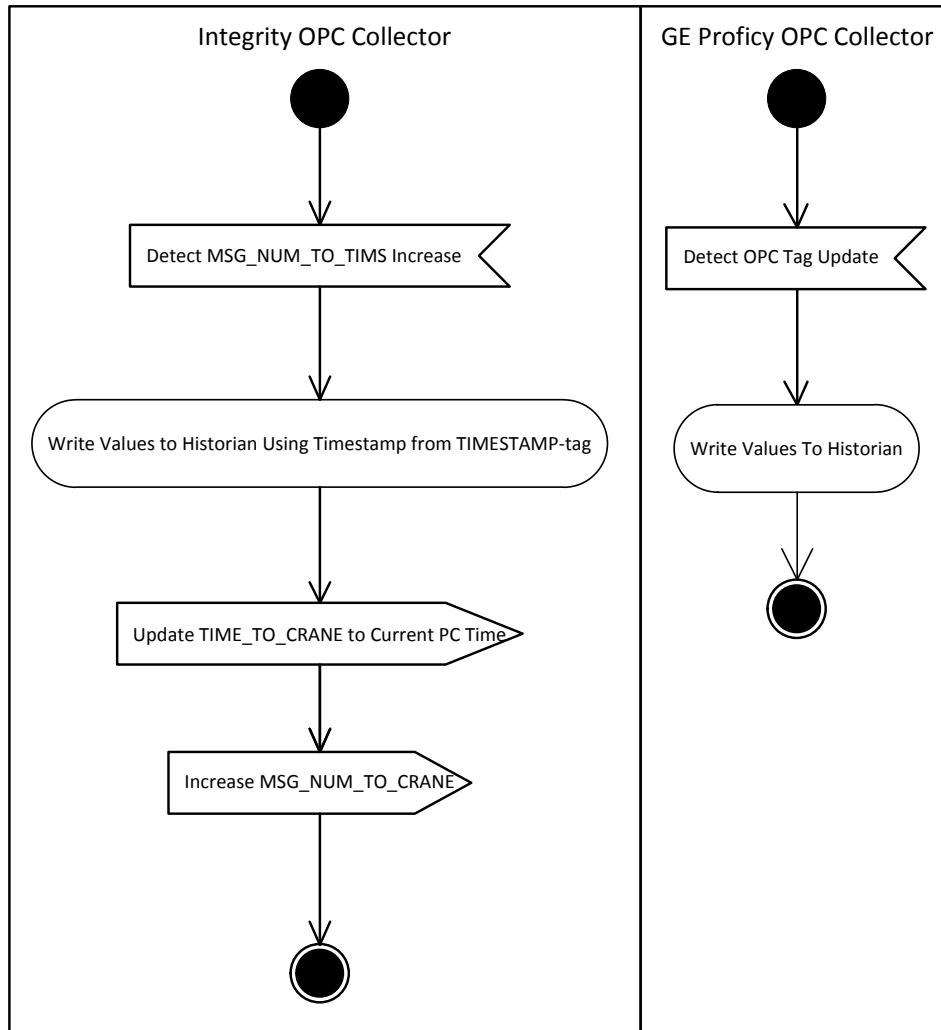 Integrity OPC Collector
Detect MSG_NUM_TO_TIMS Increase
Write Values to Historian Using Timestamp from TIMESTAMP-tag
Update TIME_TO_CRANE to Current PC Time
Increase MSG_NUM_TO_CRANE
GE Proficy OPC Collector
Detect OPC Tag Update
Write Values To Historian